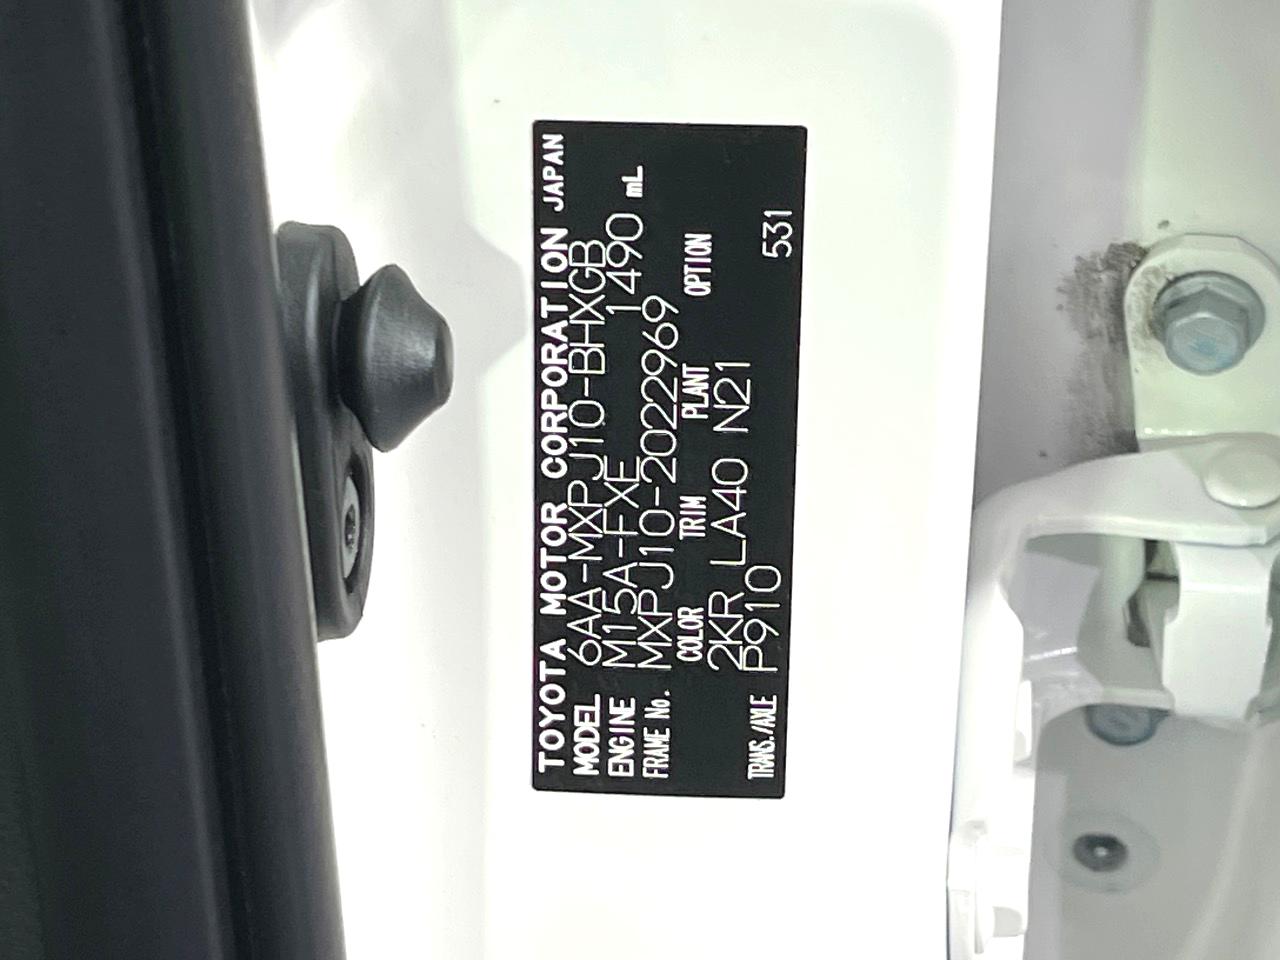 TOYOTA MOTOR CORPORATION JAPAN
MODEL 6AA-MXPJ10-BHXGB
ENGINE M15A-FXE 1490 mL
FRAME No. MXPJ10-2022969
COLOR TRIM PLANT OPTION
2KR LA40 N21
TRANS./AXLE P910 531